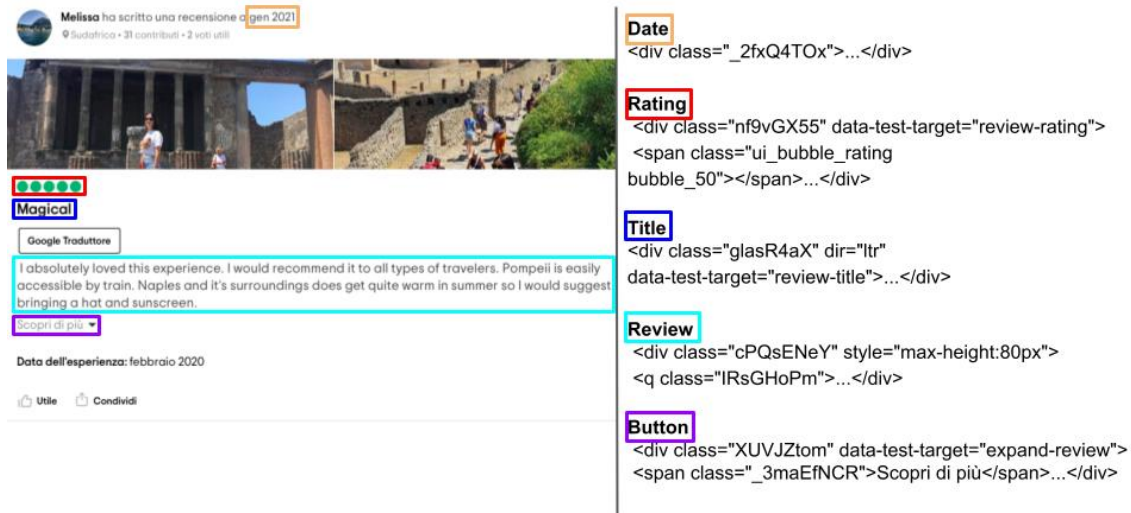 Melissa ha scritto una recensione a gen 2021
Sudafrica • 31 contributi • 2 voti utili
Magical
Google Traduttore
I absolutely loved this experience. I would recommend it to all types of travelers. Pompeii is easily
accessible by train. Naples and it's surroundings does get quite warm in summer so I would suggest
bringing a hat and sunscreen.
Scopri di più
Data dell'esperienza: febbraio 2020
Utile Condividi
Date
<div class="_2fxQ4TOx">...</div>
Rating
<div class="nf9vGX55" data-test-target="review-rating">
<span class="ui_bubble_rating
bubble_50"></span>...</div>
Title
<div class="glasR4aX" dir="ltr"
data-test-target="review-title">...</div>
Review
<div class="cPQsENeY" style="max-height:80px">
<q class="IRsGHoPm">...</div>
Button
<div class="XUVJZtom" data-test-target="expand-review">
<span class="_3maEfNCR">Scopri di più</span>...</div>